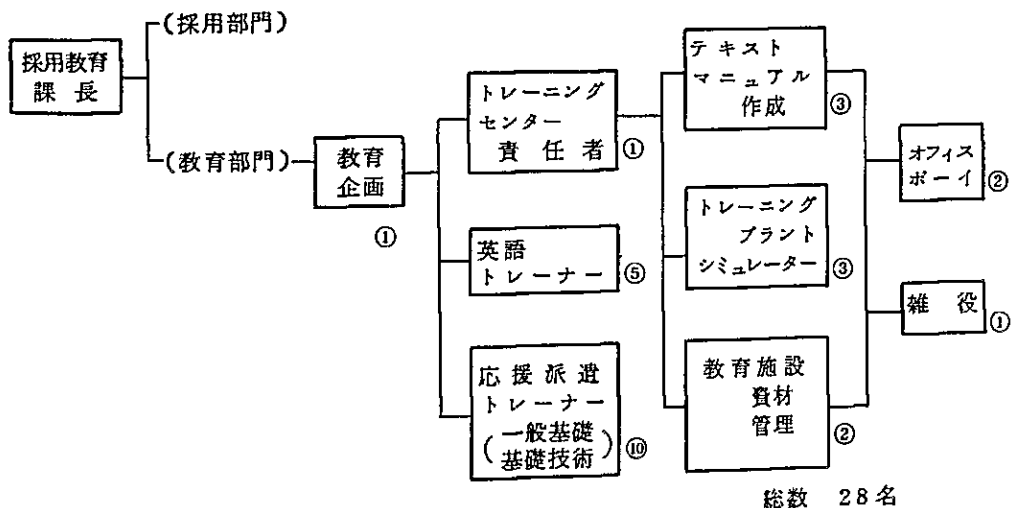 採用教育
課長
(採用部門)
(教育部門)
教育
企画
①
トレーニング
センター
責任者
①
英語
トレーナー
⑤
応援派遣
トレーナー
(一般基礎
基礎技術)
⑩
テキスト
マニュアル
作成
③
トレーニング
プラント
シミュレーター
③
教育施設
費材
管理
②
オフィス
ボーイ
②
雑役
①
総数 28名